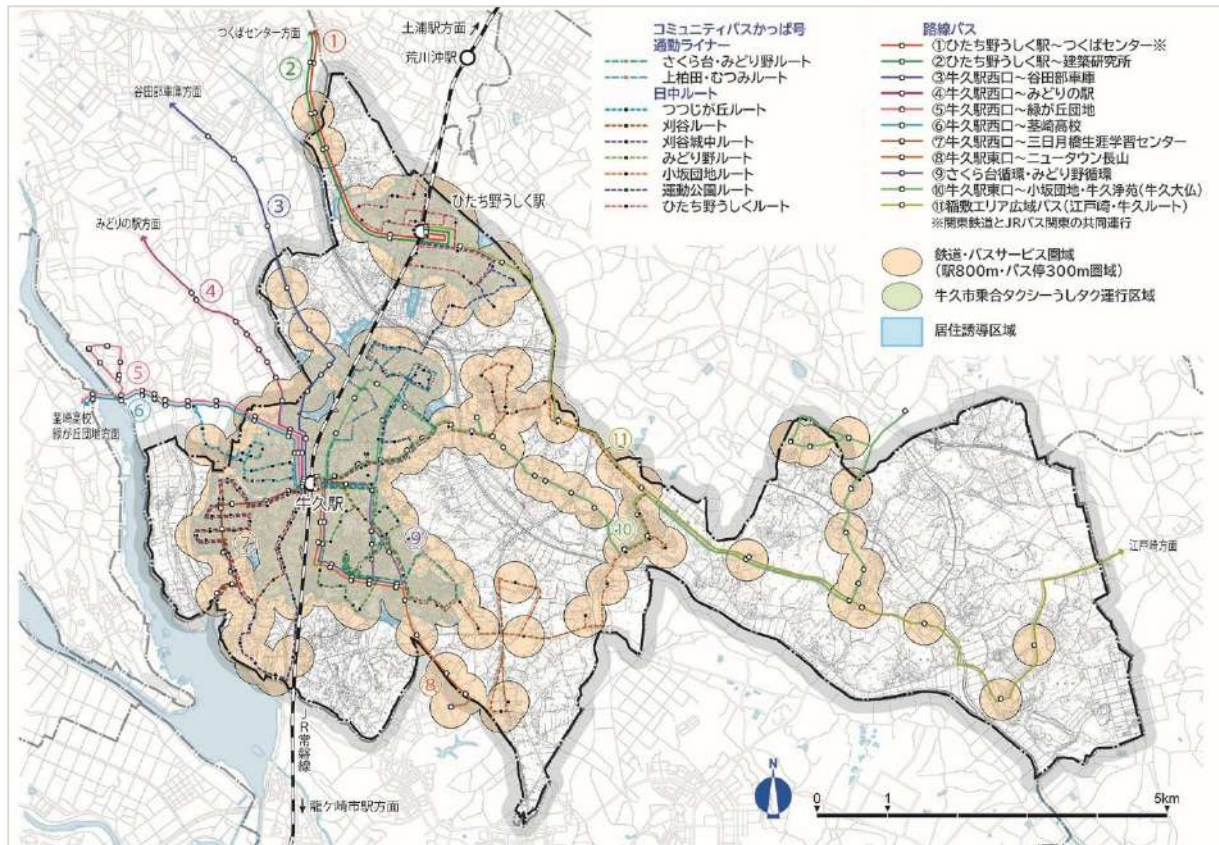 コミュニティバスかっぱ号
通勤ライナー
さくら台・みどり野ルート
上柏田・むつみルート
日中ルート
つつじが丘ルート
刈谷ルート
刈谷城中ルート
みどり野ルート
小坂団地ルート
運動公園ルート
ひたち野うしくルート
路線バス
①ひたち野うしく駅～つくばセンター※
②ひたち野うしく駅～建築研究所
③牛久駅西口～谷田部車庫
④牛久駅西口～みどりの駅
⑤牛久駅西口～緑が丘団地
⑥牛久駅西口～茎崎高校
⑦牛久駅西口～三日月橋生涯学習センター
⑧牛久駅東口～ニュータウン長山
⑨さくら台循環・みどり野循環
⑩牛久駅東口～小坂団地・牛久浄苑(牛久大仏)
⑪稲敷エリア広域バス(江戸崎・牛久ルート)
※関東鉄道とJRバス関東の共同運行
鉄道・バスサービス圏域
(駅800m・バス停300m圏域)
牛久市乗合タクシーうしタク運行区域
居住誘導区域
つくばセンター方面
①
②
土浦駅方面
荒川沖駅
谷田部車庫方面
③
ひたち野うしく駅
みどりの駅方面
④
⑤
⑥
茎崎高校
緑が丘団地方面
牛久駅
⑦
⑨
⑩
⑪
江戸崎方面
⑧
JR常磐線
龍ケ崎市駅方面
N
0 1 5km